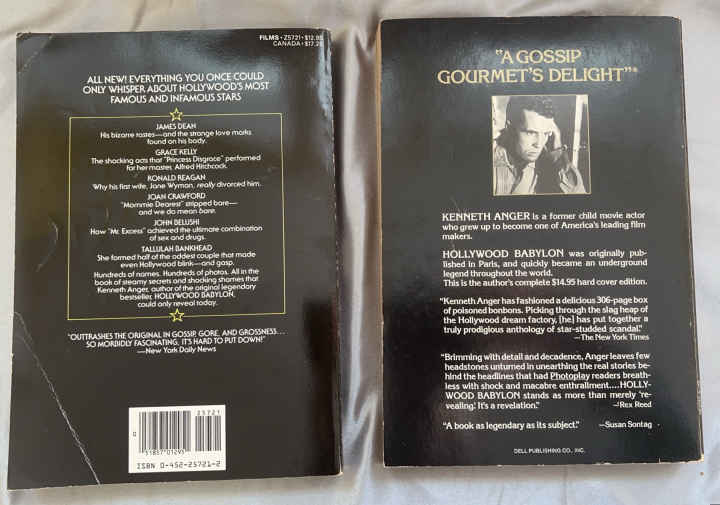 FILMS • Z5721 • $12.95
CANADA • $17.25
ALL NEW! EVERYTHING YOU ONCE COULD
ONLY WHISPER ABOUT HOLLYWOOD'S MOST
FAMOUS AND INFAMOUS STARS
JAMES DEAN
His bizarre tastes—and the strange love marks
found on his body.
GRACE KELLY
The shocking acts that "Princess Disgrace" performed
for her master, Alfred Hitchcock.
RONALD REAGAN
Why his first wife, Jane Wyman, really divorced him.
JOAN CRAWFORD
"Mommie Dearest" stripped bare—
and we do mean bare.
JOHN BELUSHI
How "Mr. Excess" achieved the ultimate combination
of sex and drugs.
TALLULAH BANKHEAD
She formed half of the oddest couple that made
even Hollywood blink—and gasp.
Hundreds of names. Hundreds of photos. All in the
book of steamy secrets and shocking shames that
Kenneth Anger, author of the original legendary
bestseller, HOLLYWOOD BABYLON,
could only reveal today.
"OUTTRASHES THE ORIGINAL IN GOSSIP, GORE, AND GROSSNESS...
SO MORBIDLY FASCINATING, IT'S HARD TO PUT DOWN!"
—New York Daily News
25721
51857 01295
ISBN 0-452-25721-2
"A GOSSIP
GOURMET'S DELIGHT"*
KENNETH ANGER is a former child movie actor
who grew up to become one of America's leading film
makers.
HOLLYWOOD BABYLON was originally pub-
lished in Paris, and quickly became an underground
legend throughout the world.
This is the author's complete $14.95 hard cover edition.
"Kenneth Anger has fashioned a delicious 306-page box
of poisoned bonbons. Picking through the slag heap of
the Hollywood dream factory, [he] has put together a
truly prodigious anthology of star-studded scandal."
—The New York Times
"Brimming with detail and decadence, Anger leaves few
headstones unturned in unearthing the real stories be-
hind the headlines that had Photoplay readers breath-
less with shock and macabre enthrallment....HOLLY-
WOOD BABYLON stands as more than merely 're-
vealing.' It's a revelation."
—Rex Reed
"A book as legendary as its subject."
—Susan Sontag
DELL PUBLISHING CO., INC.